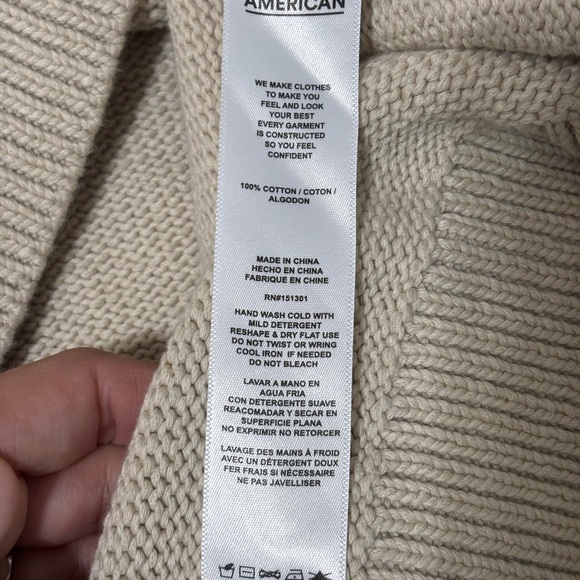 AMERICAN
WE MAKE CLOTHES
TO MAKE YOU
FEEL AND LOOK
YOUR BEST
EVERY GARMENT
IS CONSTRUCTED
SO YOU FEEL
CONFIDENT
100% COTTON / COTON /
ALGODON
MADE IN CHINA
HECHO EN CHINA
FABRIQUE EN CHINE
RN#151301
HAND WASH COLD WITH
MILD DETERGENT
RESHAPE & DRY FLAT USE
DO NOT TWIST OR WRING
COOL IRON IF NEEDED
DO NOT BLEACH
LAVAR A MANO EN
AGUA FRIA
CON DETERGENTE SUAVE
REACOMADAR Y SECAR EN
SUPERFICIE PLANA
NO EXPRIMIR NO RETORCER
LAVAGE DES MAINS À FROID
AVEC UN DÉTERGENT DOUX
FER FRAIS SI NÉCESSAIRE
NE PAS JAVELLISER